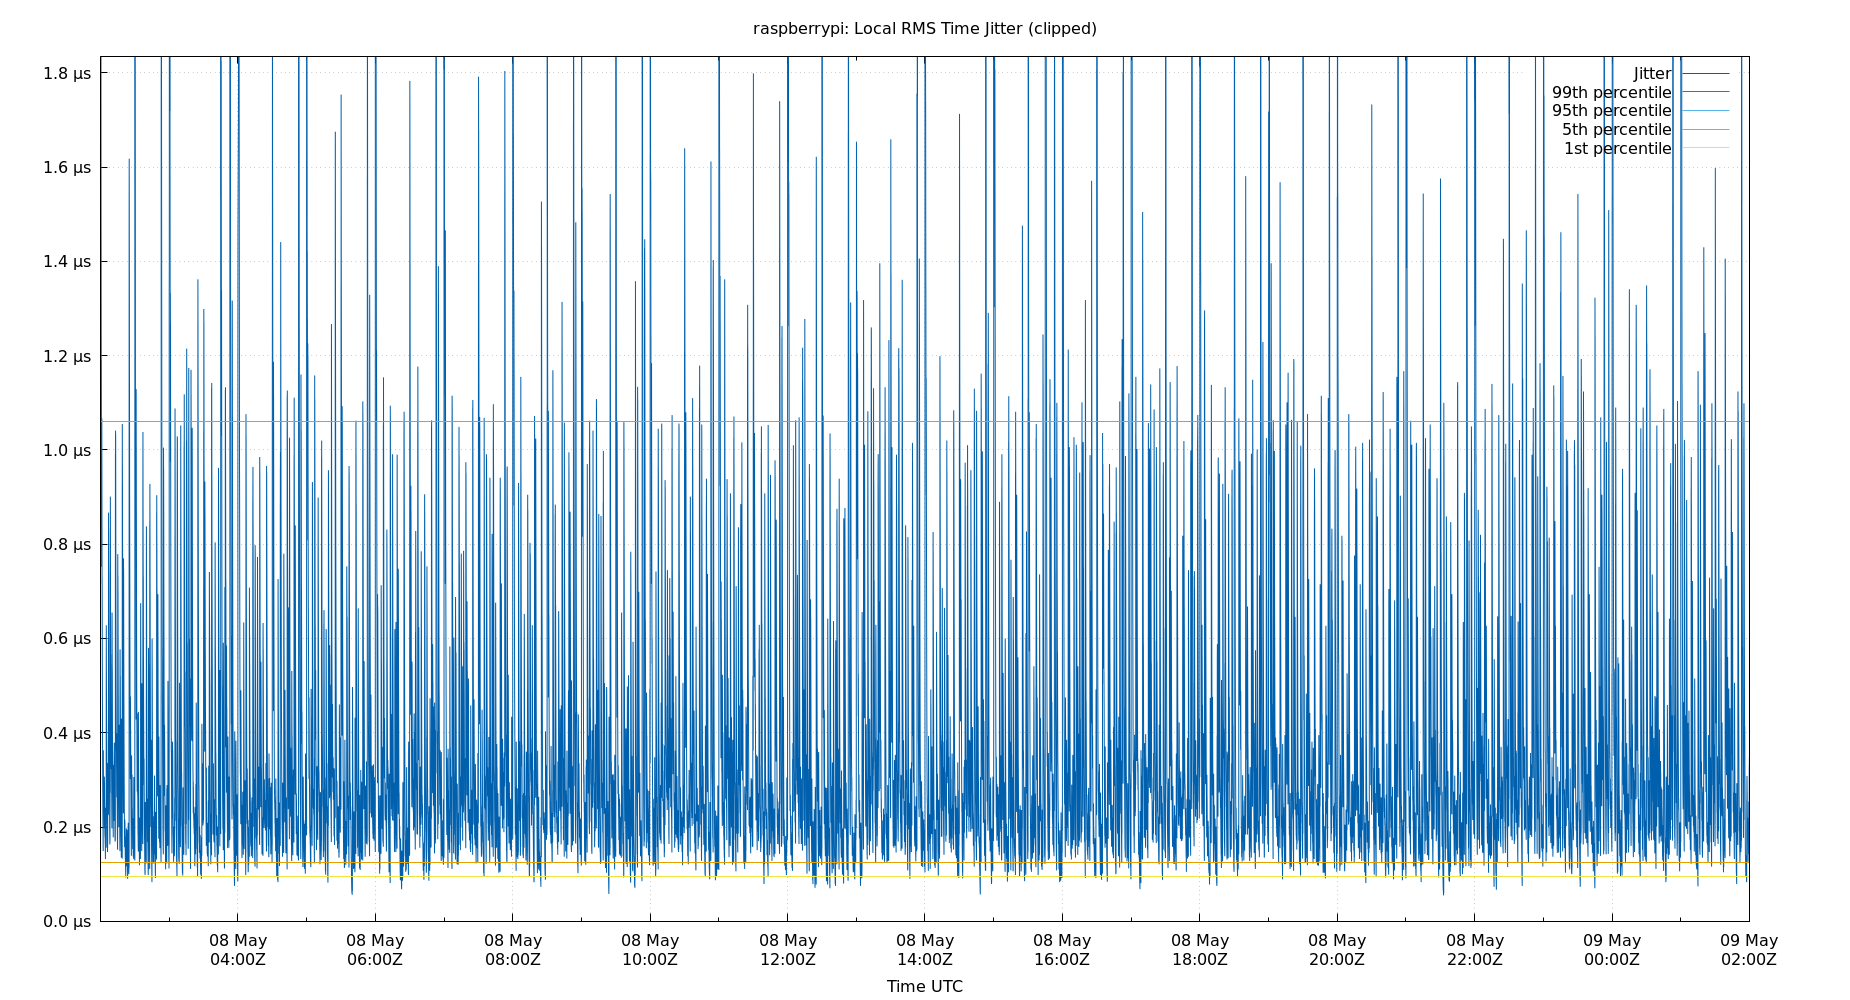 raspberrypi: Local RMS Time Jitter (clipped)
1.8 µs
1.6 µs
1.4 µs
1.2 µs
1.0 µs
0.8 µs
0.6 µs
0.4 µs
0.2 µs
0.0 µs
Jitter
99th percentile
95th percentile
5th percentile
1st percentile
08 May 08 May 08 May 08 May 08 May 08 May 08 May 08 May 08 May 08 May 09 May 09 May
04:00Z 06:00Z 08:00Z 10:00Z 12:00Z 14:00Z 16:00Z 18:00Z 20:00Z 22:00Z 00:00Z 02:00Z
Time UTC